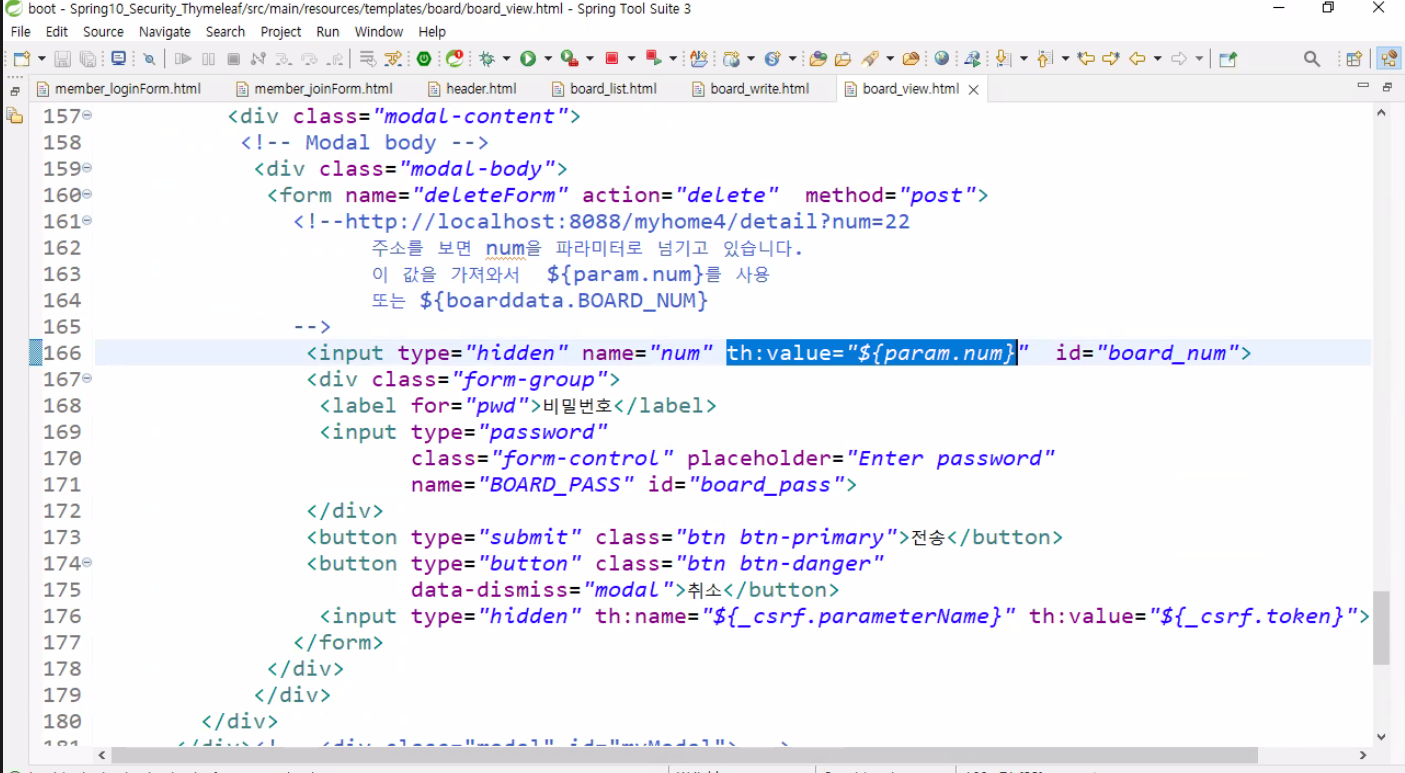 boot - Spring10_Security_Thymeleaf/src/main/resources/templates/board/board_view.html - Spring Tool Suite 3
File Edit Source Navigate Search Project Run Window Help
member_loginForm.html member_joinForm.html header.html board_list.html board_write.html board_view.html
157 <div class="modal-content">
158 <!-- Modal body -->
159 <div class="modal-body">
160 <form name="deleteForm" action="delete"  method="post">
161 <!--http://localhost:8088/myhome4/detail?num=22
162 주소를 보면 num을 파라미터로 넘기고 있습니다.
163 이 값을 가져와서  ${param.num}를 사용
164 또는 ${boarddata.BOARD_NUM}
165 -->
166 <input type="hidden" name="num" th:value="${param.num}"  id="board_num">
167 <div class="form-group">
168 <label for="pwd">비밀번호</label>
169 <input type="password"
170 class="form-control" placeholder="Enter password"
171 name="BOARD_PASS" id="board_pass">
172 </div>
173 <button type="submit" class="btn btn-primary">전송</button>
174 <button type="button" class="btn btn-danger"
175 data-dismiss="modal">취소</button>
176 <input type="hidden" th:name="${_csrf.parameterName}" th:value="${_csrf.token}">
177 </form>
178 </div>
179 </div>
180 </div>
181 </div><!-- <div class="modal" id="myModal"> -->